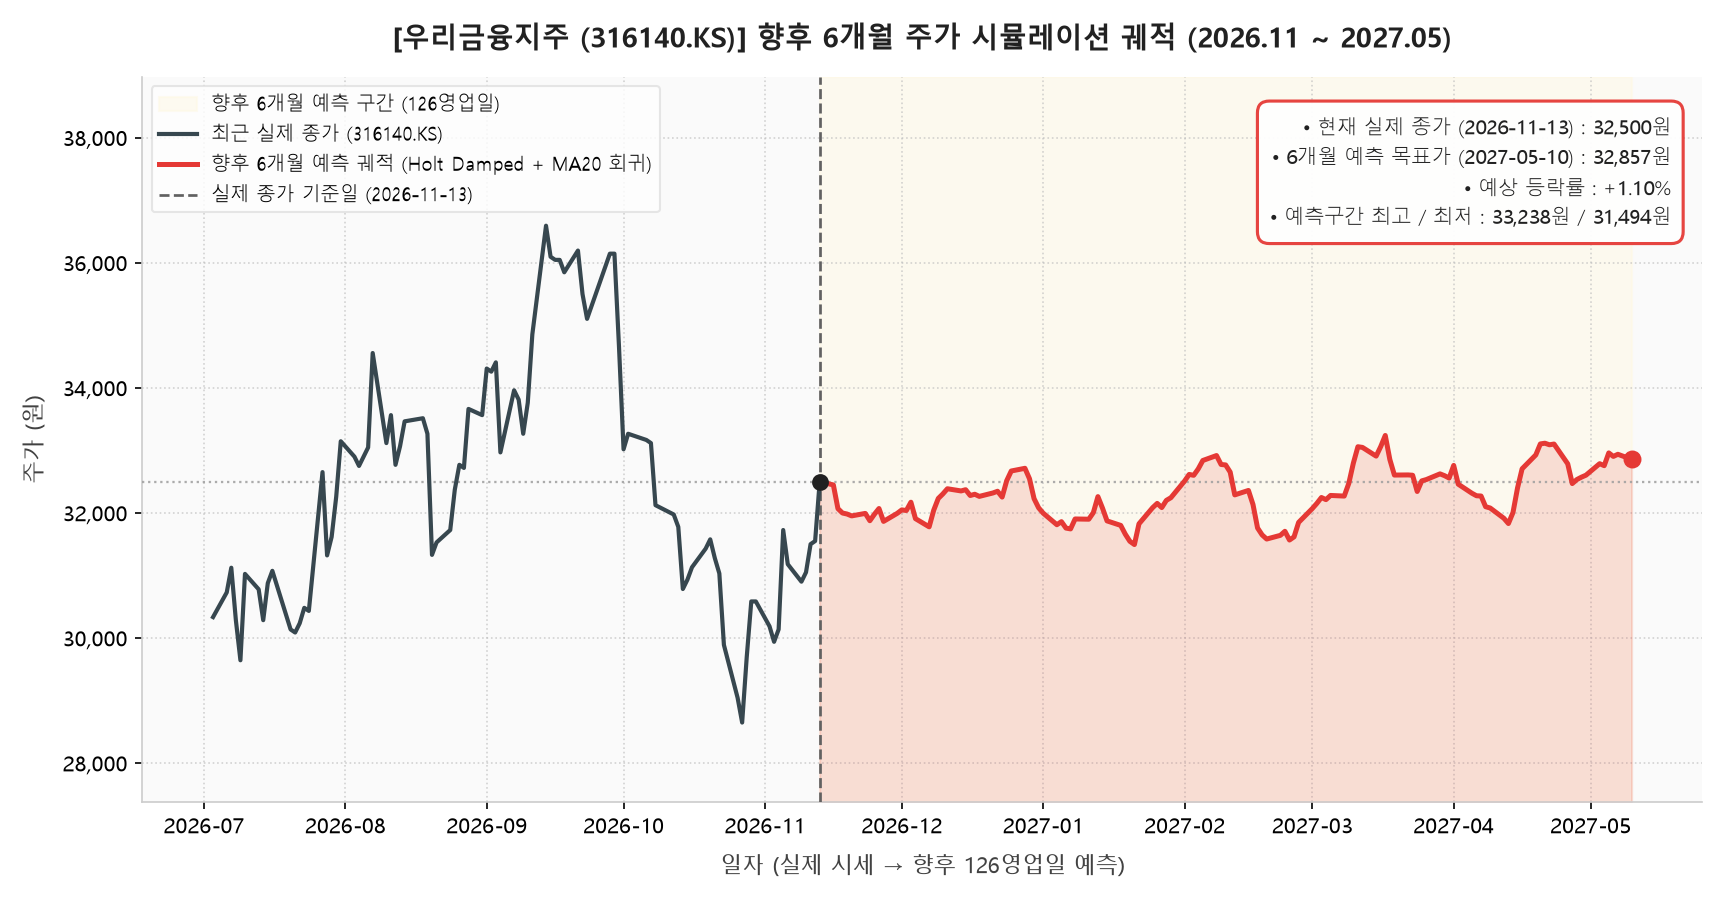 [우리금융지주 (316140.KS)] 향후 6개월 주가 시뮬레이션 궤적 (2026.11 ~ 2027.05)
향후 6개월 예측 구간 (126영업일)
최근 실제 종가 (316140.KS)
향후 6개월 예측 궤적 (Holt Damped + MA20 회귀)
실제 종가 기준일 (2026-11-13)
• 현재 실제 종가 (2026-11-13) : 32,500원
• 6개월 예측 목표가 (2027-05-10) : 32,857원
• 예상 등락률 : +1.10%
• 예측구간 최고 / 최저 : 33,238원 / 31,494원
주가 (원)
38,000
36,000
34,000
32,000
30,000
28,000
2026-07 2026-08 2026-09 2026-10 2026-11 2026-12 2027-01 2027-02 2027-03 2027-04 2027-05
일자 (실제 시세 → 향후 126영업일 예측)